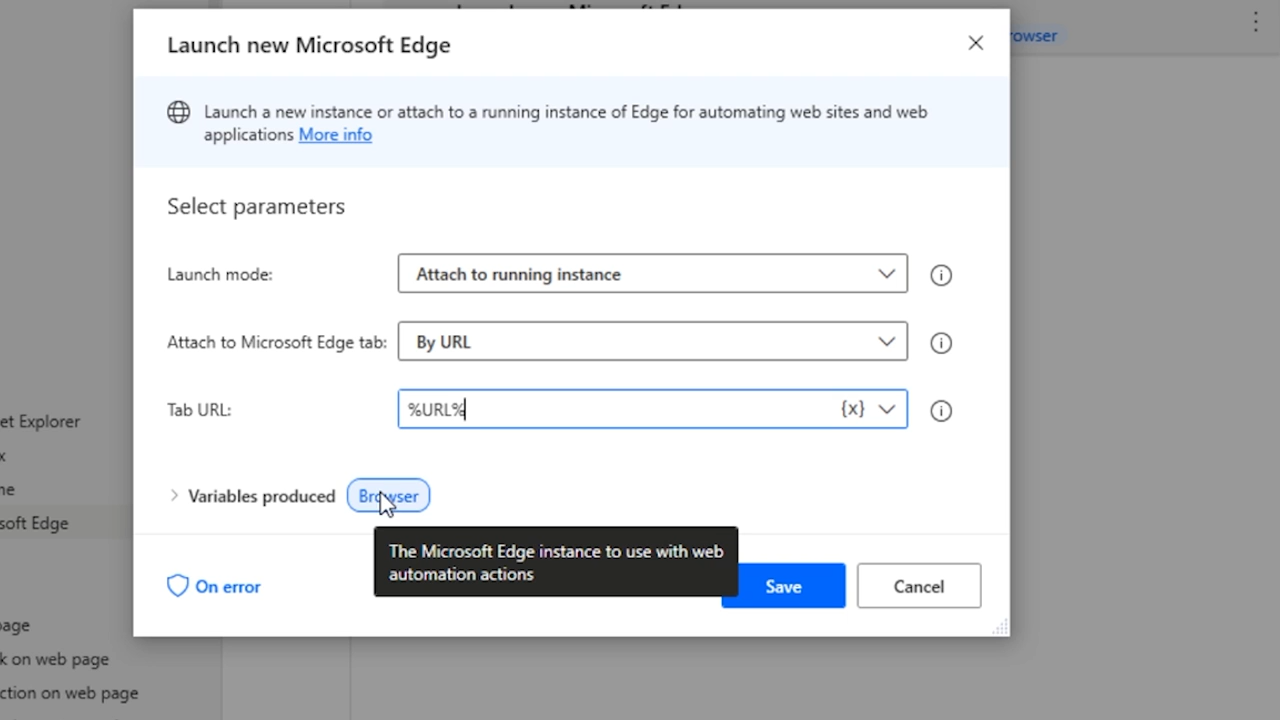 Launch new Microsoft Edge
rowser
Launch a new instance or attach to a running instance of Edge for automating web sites and web
applications More info
Select parameters
Launch mode: Attach to running instance
Attach to Microsoft Edge tab: By URL
Tab URL: %URL% {x}
Variables produced Browser
The Microsoft Edge instance to use with web
automation actions
On error Save Cancel
et Explorer
x
ne
soft Edge
page
k on web page
ction on web page